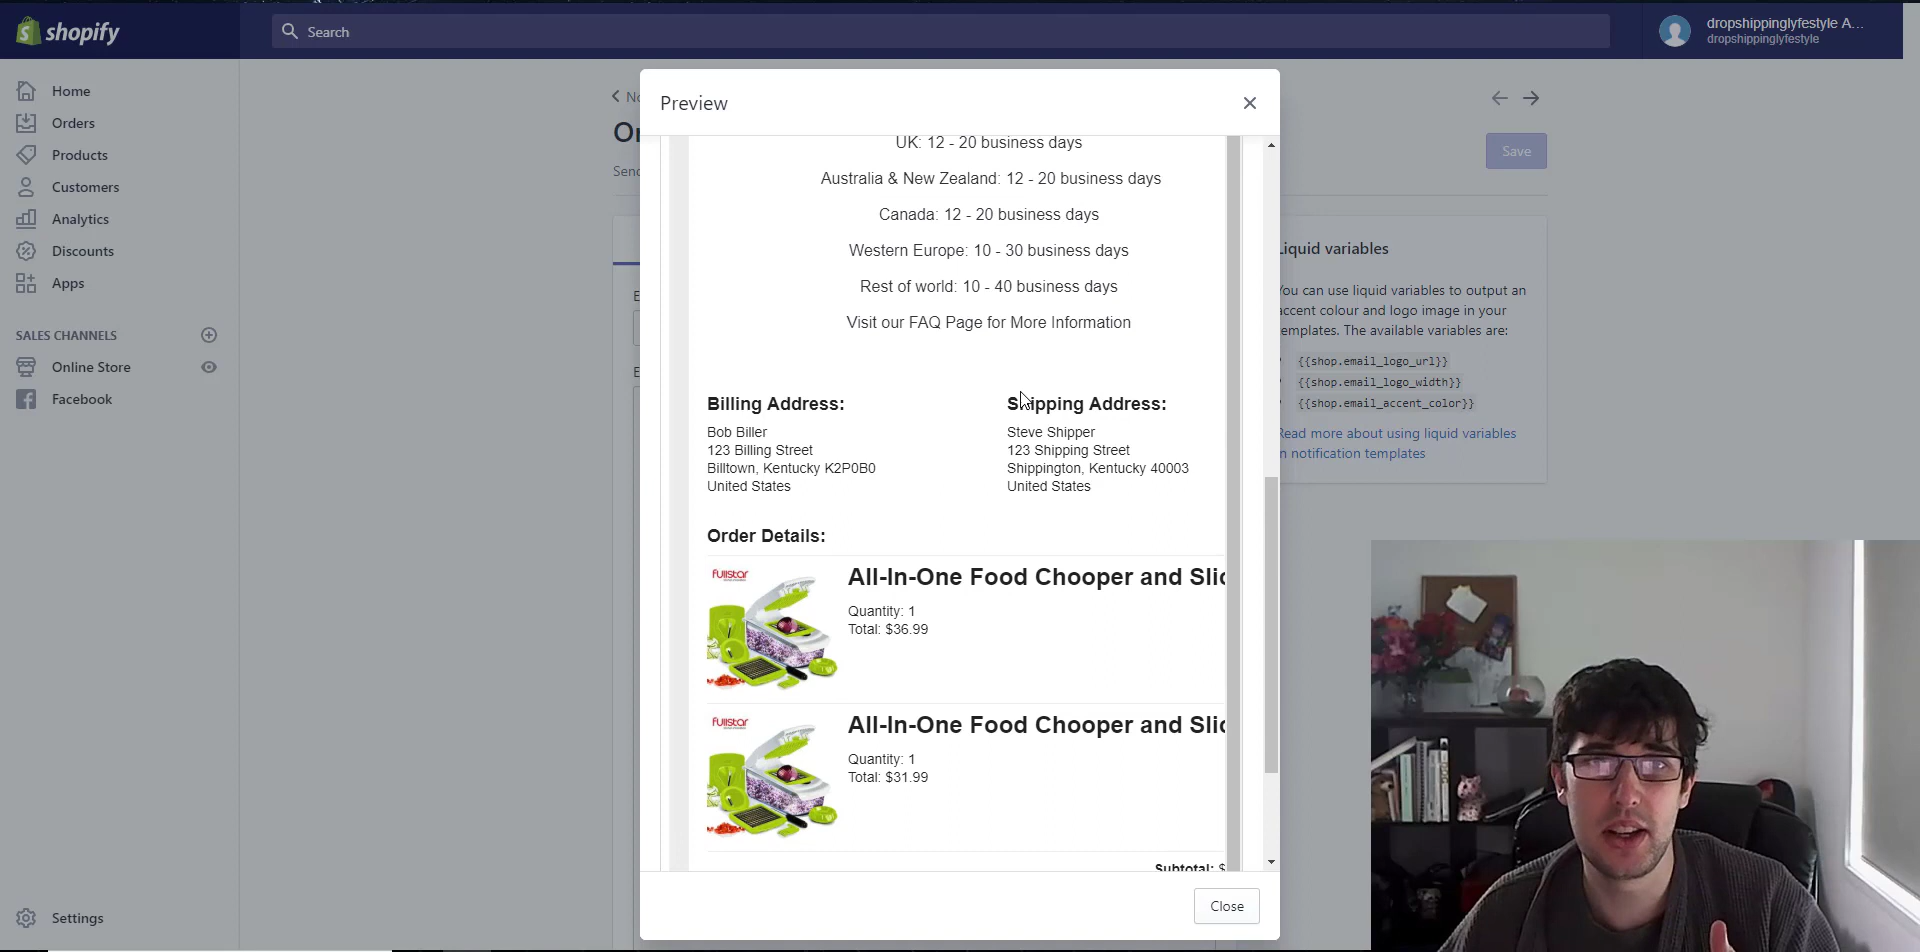 shopify
Search
dropshippinglyfestyle A...
dropshippinglyfestyle
Home
Orders
Products
Customers
Analytics
Discounts
Apps
SALES CHANNELS
Online Store
Facebook
Settings
Save
Preview
UK: 12 - 20 business days
Australia & New Zealand: 12 - 20 business days
Canada: 12 - 20 business days
Western Europe: 10 - 30 business days
Rest of world: 10 - 40 business days
Visit our FAQ Page for More Information
Billing Address:
Bob Biller
123 Billing Street
Billtown, Kentucky K2P0B0
United States
Shipping Address:
Steve Shipper
123 Shipping Street
Shippington, Kentucky 40003
United States
Order Details:
fullstar
All-In-One Food Chooper and Slic
Quantity: 1
Total: $36.99
fullstar
All-In-One Food Chooper and Slic
Quantity: 1
Total: $31.99
Subtotal: $
Close
Liquid variables
You can use liquid variables to output an
accent colour and logo image in your
templates. The available variables are:
{{shop.email_logo_url}}
{{shop.email_logo_width}}
{{shop.email_accent_color}}
Read more about using liquid variables
in notification templates